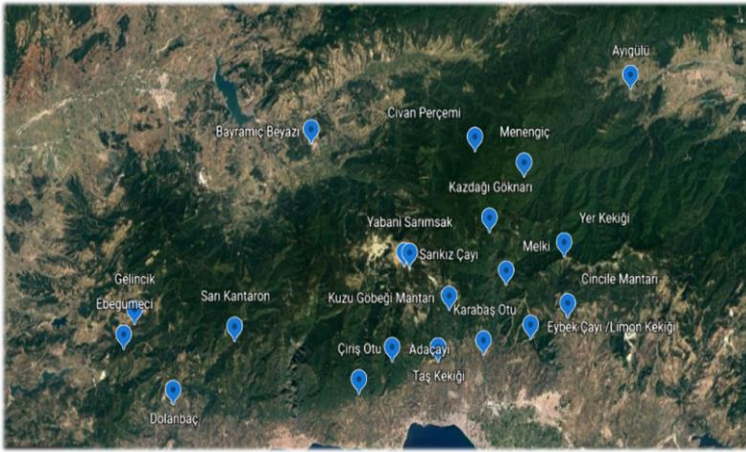 Ayıgülü
Civan Perçemi
Bayramiç Beyazı
Menengiç
Kazdağı Göknarı
Yabani Sarımsak
Yer Kekiği
Sarıkız Çayı
Melki
Gelincik
Cincile Mantarı
Sarı Kantaron
Kuzu Göbeği Mantarı
Ebegümeci
Karabaş Otu
Eybek Çayı /Limon Kekiği
Çiriş Otu
Adaçayı
Taş Kekiği
Dolanbaç